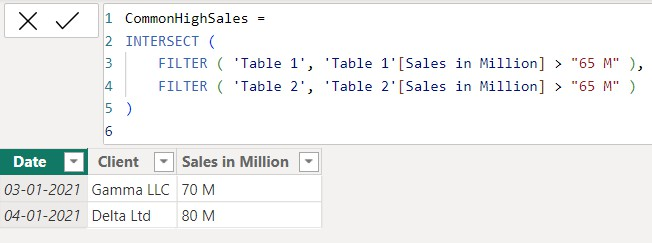 1 CommonHighSales =
2 INTERSECT (
3 FILTER ( 'Table 1', 'Table 1'[Sales in Million] > "65 M" ),
4 FILTER ( 'Table 2', 'Table 2'[Sales in Million] > "65 M" )
5 )
6
Date Client Sales in Million
03-01-2021 Gamma LLC 70 M
04-01-2021 Delta Ltd 80 M